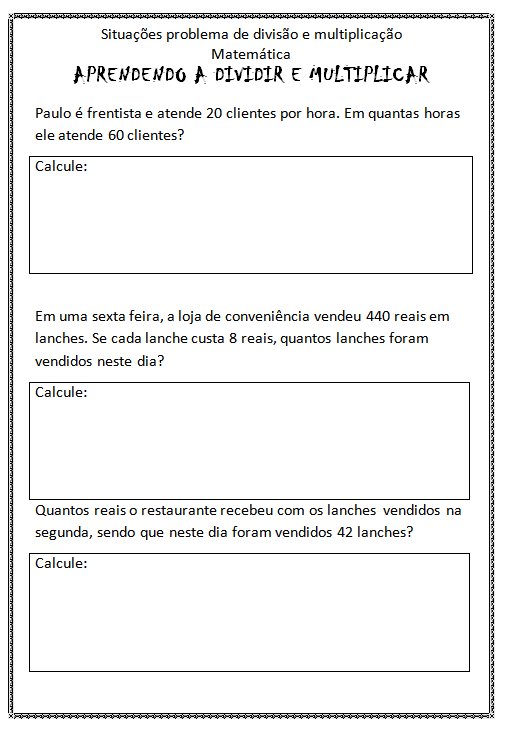 Situações problema de divisão e multiplicação
Matemática
APRENDENDO A DIVIDIR E MULTIPLICAR
Paulo é frentista e atende 20 clientes por hora. Em quantas horas
ele atende 60 clientes?
Calcule:
Em uma sexta feira, a loja de conveniência vendeu 440 reais em
lanches. Se cada lanche custa 8 reais, quantos lanches foram
vendidos neste dia?
Calcule:
Quantos reais o restaurante recebeu com os lanches vendidos na
segunda, sendo que neste dia foram vendidos 42 lanches?
Calcule: